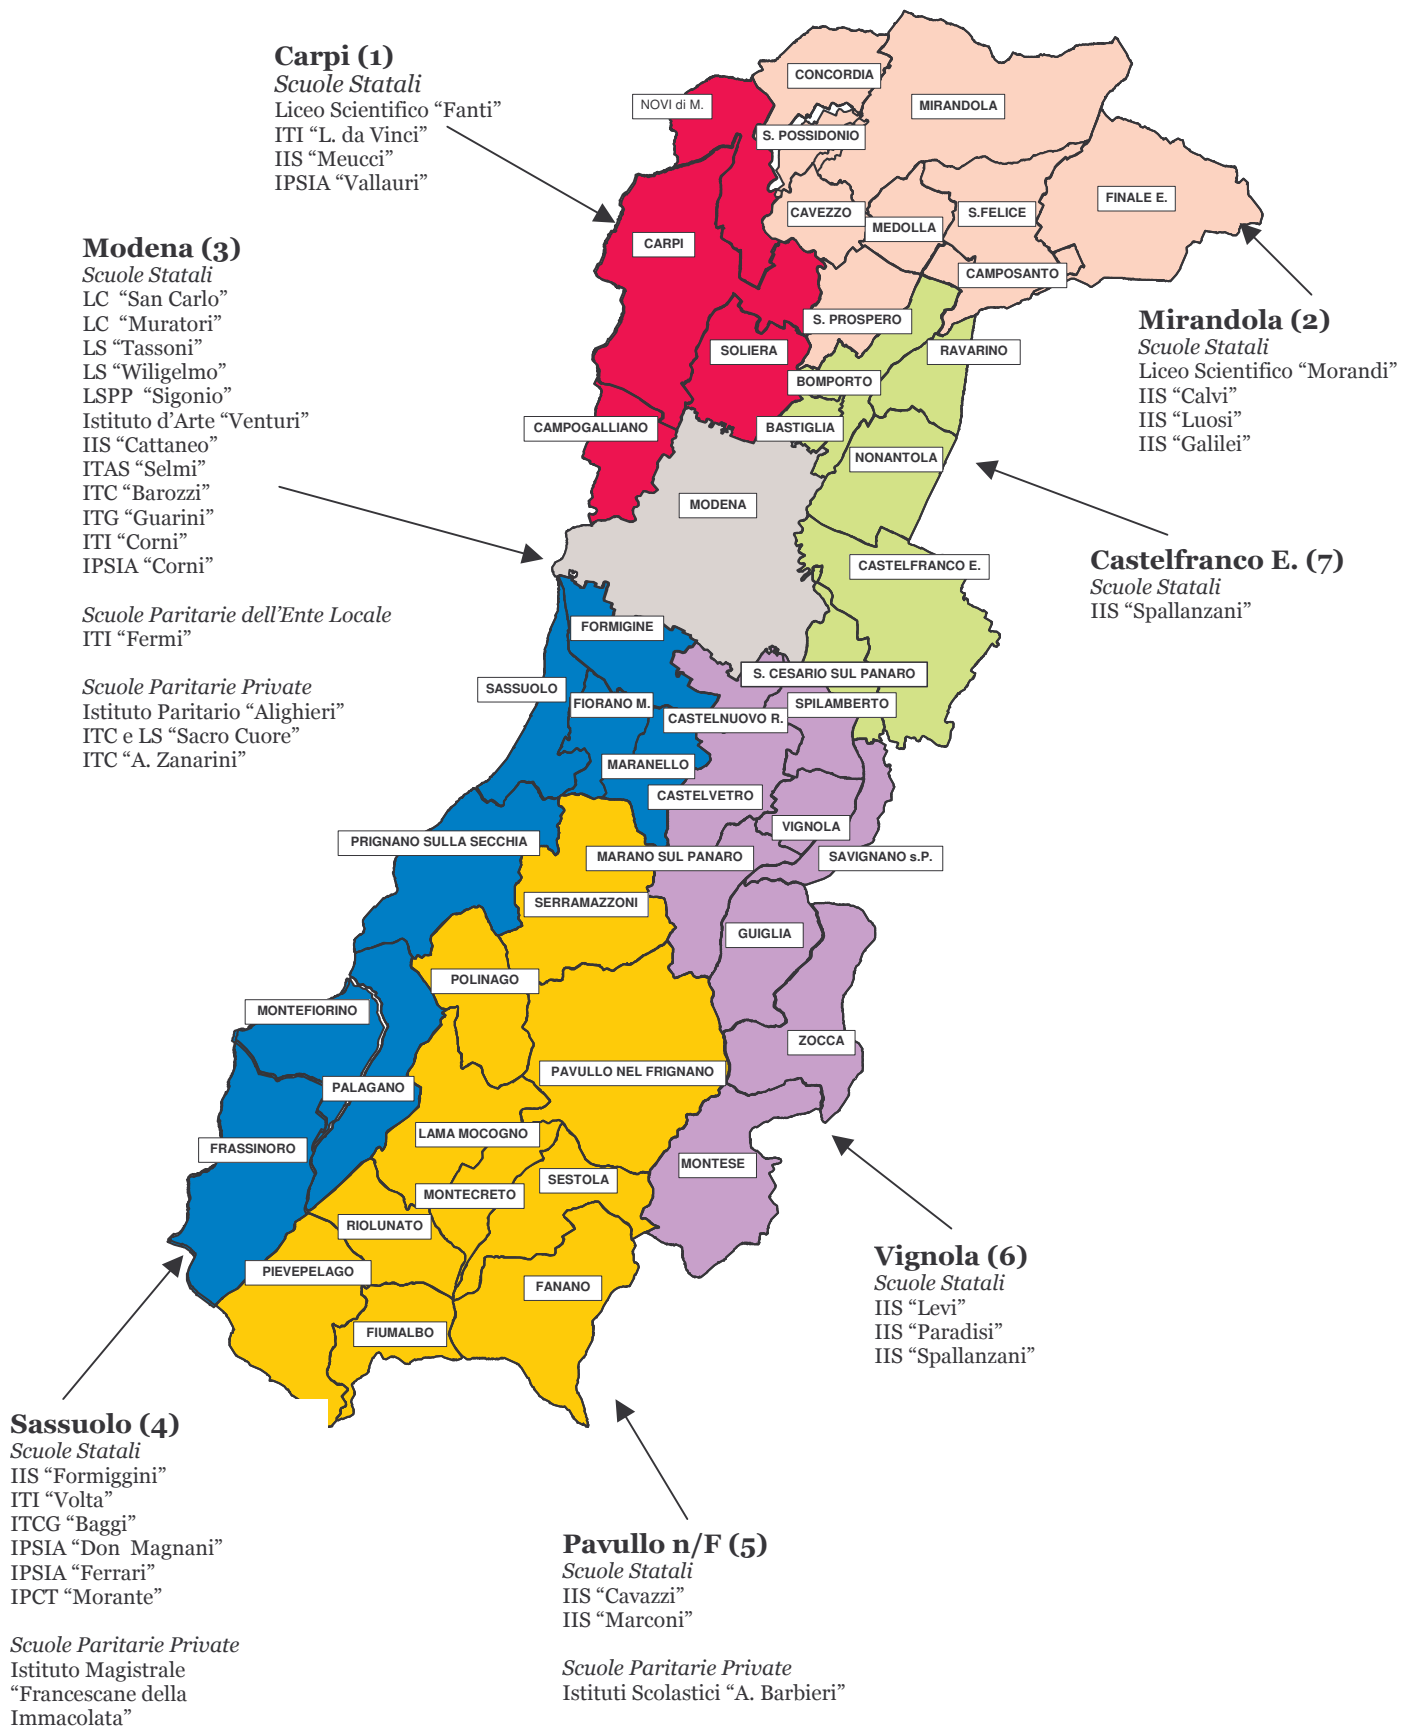 Carpi (1)
Scuole Statali
Liceo Scientifico “Fanti”
ITI “L. da Vinci”
IIS “Meucci”
IPSIA “Vallauri”
Modena (3)
Scuole Statali
LC “San Carlo”
LC “Muratori”
LS “Tassoni”
LS “Wiligelmo”
LSPP “Sigonio”
Istituto d’Arte “Venturi”
IIS “Cattaneo”
ITAS “Selmi”
ITC “Barozzi”
ITG “Guarini”
ITI “Corni”
IPSIA “Corni”
Scuole Paritarie dell’Ente Locale
ITI “Fermi”
Scuole Paritarie Private
Istituto Paritario “Alighieri”
ITC e LS “Sacro Cuore”
ITC “A. Zanarini”
CONCORDIA
NOVI di M.
MIRANDOLA
S. POSSIDONIO
FINALE E.
CAVEZZO
S.FELICE
MEDOLLA
CARPI
CAMPOSANTO
S. PROSPERO
SOLIERA
RAVARINO
BOMPORTO
CAMPOGALLIANO
BASTIGLIA
NONANTOLA
MODENA
CASTELFRANCO E.
FORMIGINE
S. CESARIO SUL PANARO
SASSUOLO
FIORANO M.
SPILAMBERTO
CASTELNUOVO R.
MARANELLO
CASTELVETRO
VIGNOLA
PRIGNANO SULLA SECCHIA
MARANO SUL PANARO
SAVIGNANO s.P.
SERRAMAZZONI
GUIGLIA
POLINAGO
MONTEFIORINO
ZOCCA
PAVULLO NEL FRIGNANO
PALAGANO
LAMA MOCOGNO
FRASSINORO
MONTESE
SESTOLA
MONTECRETO
RIOLUNATO
PIEVEPELAGO
FANANO
FIUMALBO
Mirandola (2)
Scuole Statali
Liceo Scientifico “Morandi”
IIS “Calvi”
IIS “Luosi”
IIS “Galilei”
Castelfranco E. (7)
Scuole Statali
IIS “Spallanzani”
Vignola (6)
Scuole Statali
IIS “Levi”
IIS “Paradisi”
IIS “Spallanzani”
Sassuolo (4)
Scuole Statali
IIS “Formiggini”
ITI “Volta”
ITCG “Baggi”
IPSIA “Don Magnani”
IPSIA “Ferrari”
IPCT “Morante”
Scuole Paritarie Private
Istituto Magistrale
“Francescane della
Immacolata”
Pavullo n/F (5)
Scuole Statali
IIS “Cavazzi”
IIS “Marconi”
Scuole Paritarie Private
Istituti Scolastici “A. Barbieri”